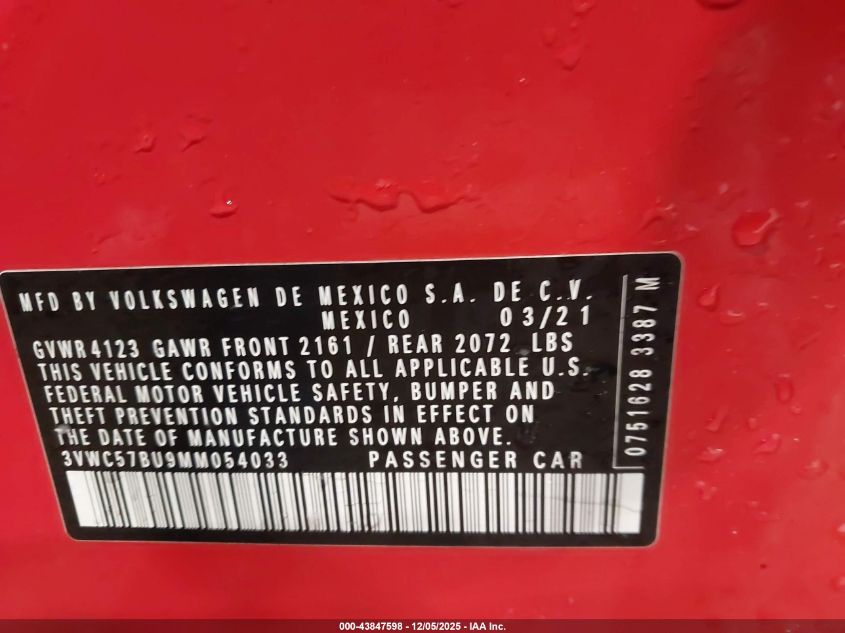 MFD BY VOLKSWAGEN DE MEXICO S.A. DE C.V.
MEXICO 03/21
GVWR 4123 GAWR FRONT 2161 / REAR 2072 LBS
THIS VEHICLE CONFORMS TO ALL APPLICABLE U.S.
FEDERAL MOTOR VEHICLE SAFETY, BUMPER AND
THEFT PREVENTION STANDARDS IN EFFECT ON
THE DATE OF MANUFACTURE SHOWN ABOVE.
3VWC57BU9MM054033 PASSENGER CAR
0751628 3387 M
000-43847598 - 12/05/2025 - IAA Inc.